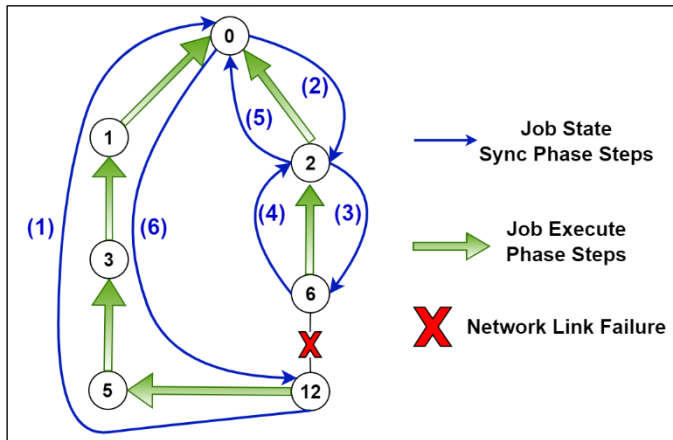 0
(2)
(5)
1
2
Job State
Sync Phase Steps
(1)
(6)
(4)
(3)
Job Execute
Phase Steps
3
6
X Network Link Failure
X
5
12